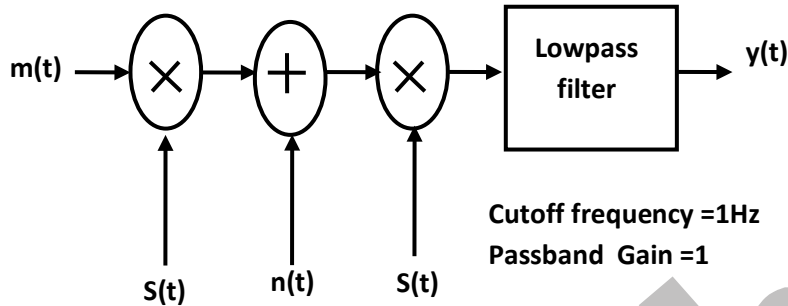 m(t)
×
+
×
Lowpass
filter
y(t)
S(t)
n(t)
S(t)
Cutoff frequency =1Hz
Passband Gain =1